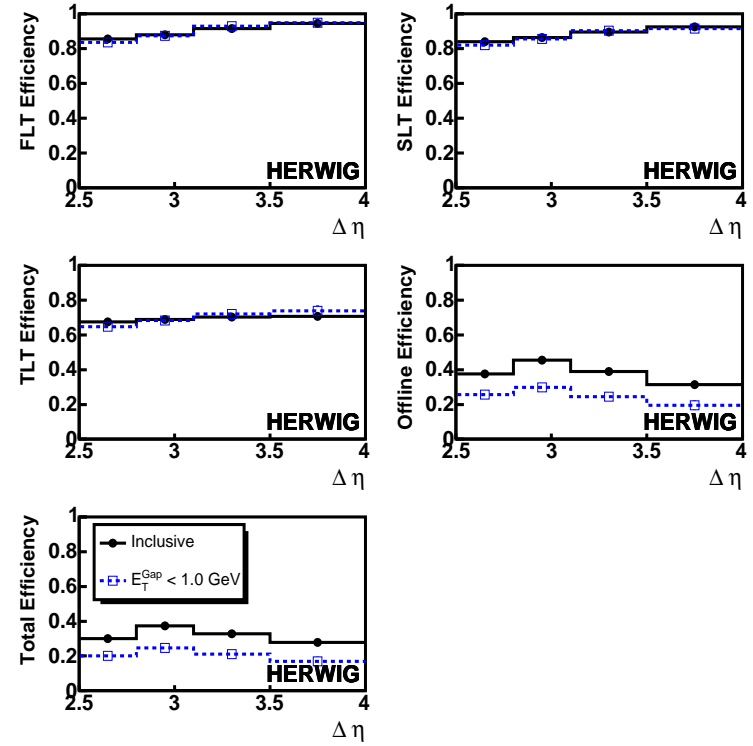 FLT Efficiency
1
0.8
0.6
0.4
0.2
0
2.5 3 3.5 4
HERWIG
Δ η
SLT Efficiency
1
0.8
0.6
0.4
0.2
0
2.5 3 3.5 4
HERWIG
Δ η
TLT Effiency
1
0.8
0.6
0.4
0.2
0
2.5 3 3.5 4
HERWIG
Δ η
Offline Efficiency
1
0.8
0.6
0.4
0.2
0
2.5 3 3.5 4
HERWIG
Δ η
Total Efficiency
1
0.8
0.6
0.4
0.2
0
2.5 3 3.5 4
Inclusive
E_T^Gap < 1.0 GeV
HERWIG
Δ η